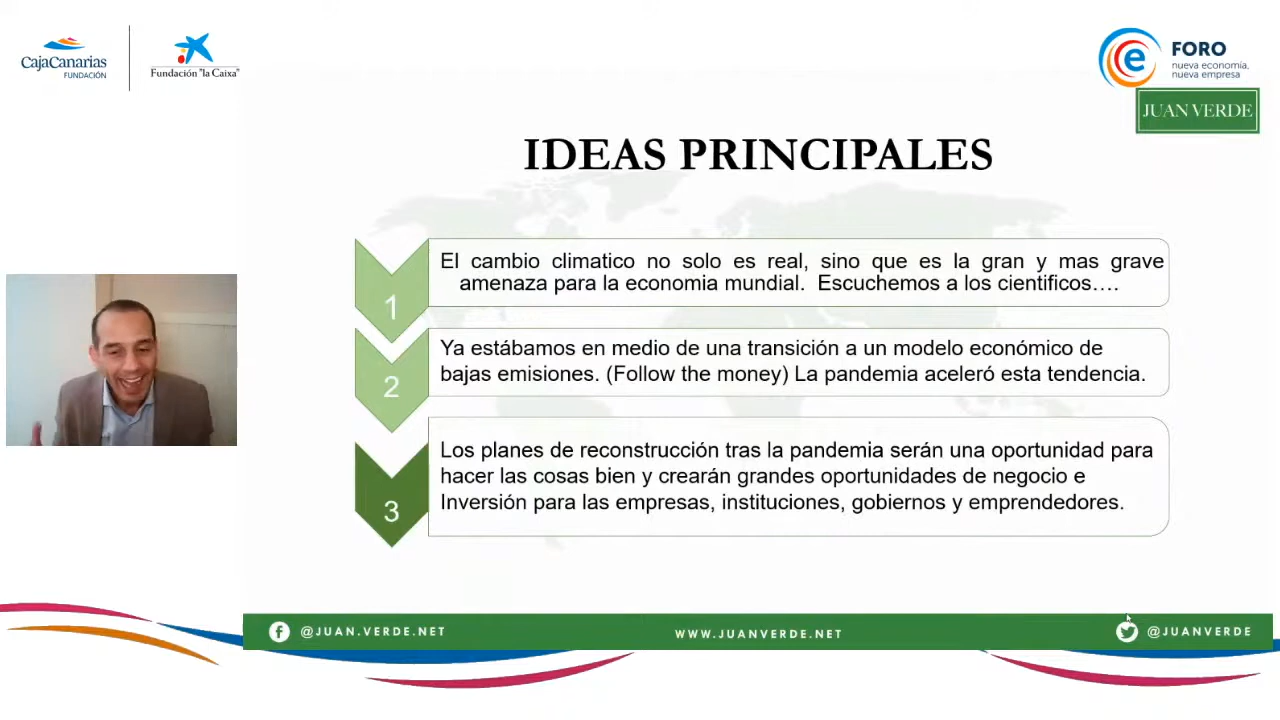 CajaCanarias
FUNDACIÓN
Fundación "la Caixa"
e
FORO
nueva economía,
nueva empresa
JUAN VERDE
IDEAS PRINCIPALES
1
El cambio climatico no solo es real, sino que es la gran y mas grave
amenaza para la economia mundial. Escuchemos a los cientificos….
2
Ya estábamos en medio de una transición a un modelo económico de
bajas emisiones. (Follow the money) La pandemia aceleró esta tendencia.
3
Los planes de reconstrucción tras la pandemia serán una oportunidad para
hacer las cosas bien y crearán grandes oportunidades de negocio e
Inversión para las empresas, instituciones, gobiernos y emprendedores.
@JUAN.VERDE.NET
WWW.JUANVERDE.NET
@JUANVERDE